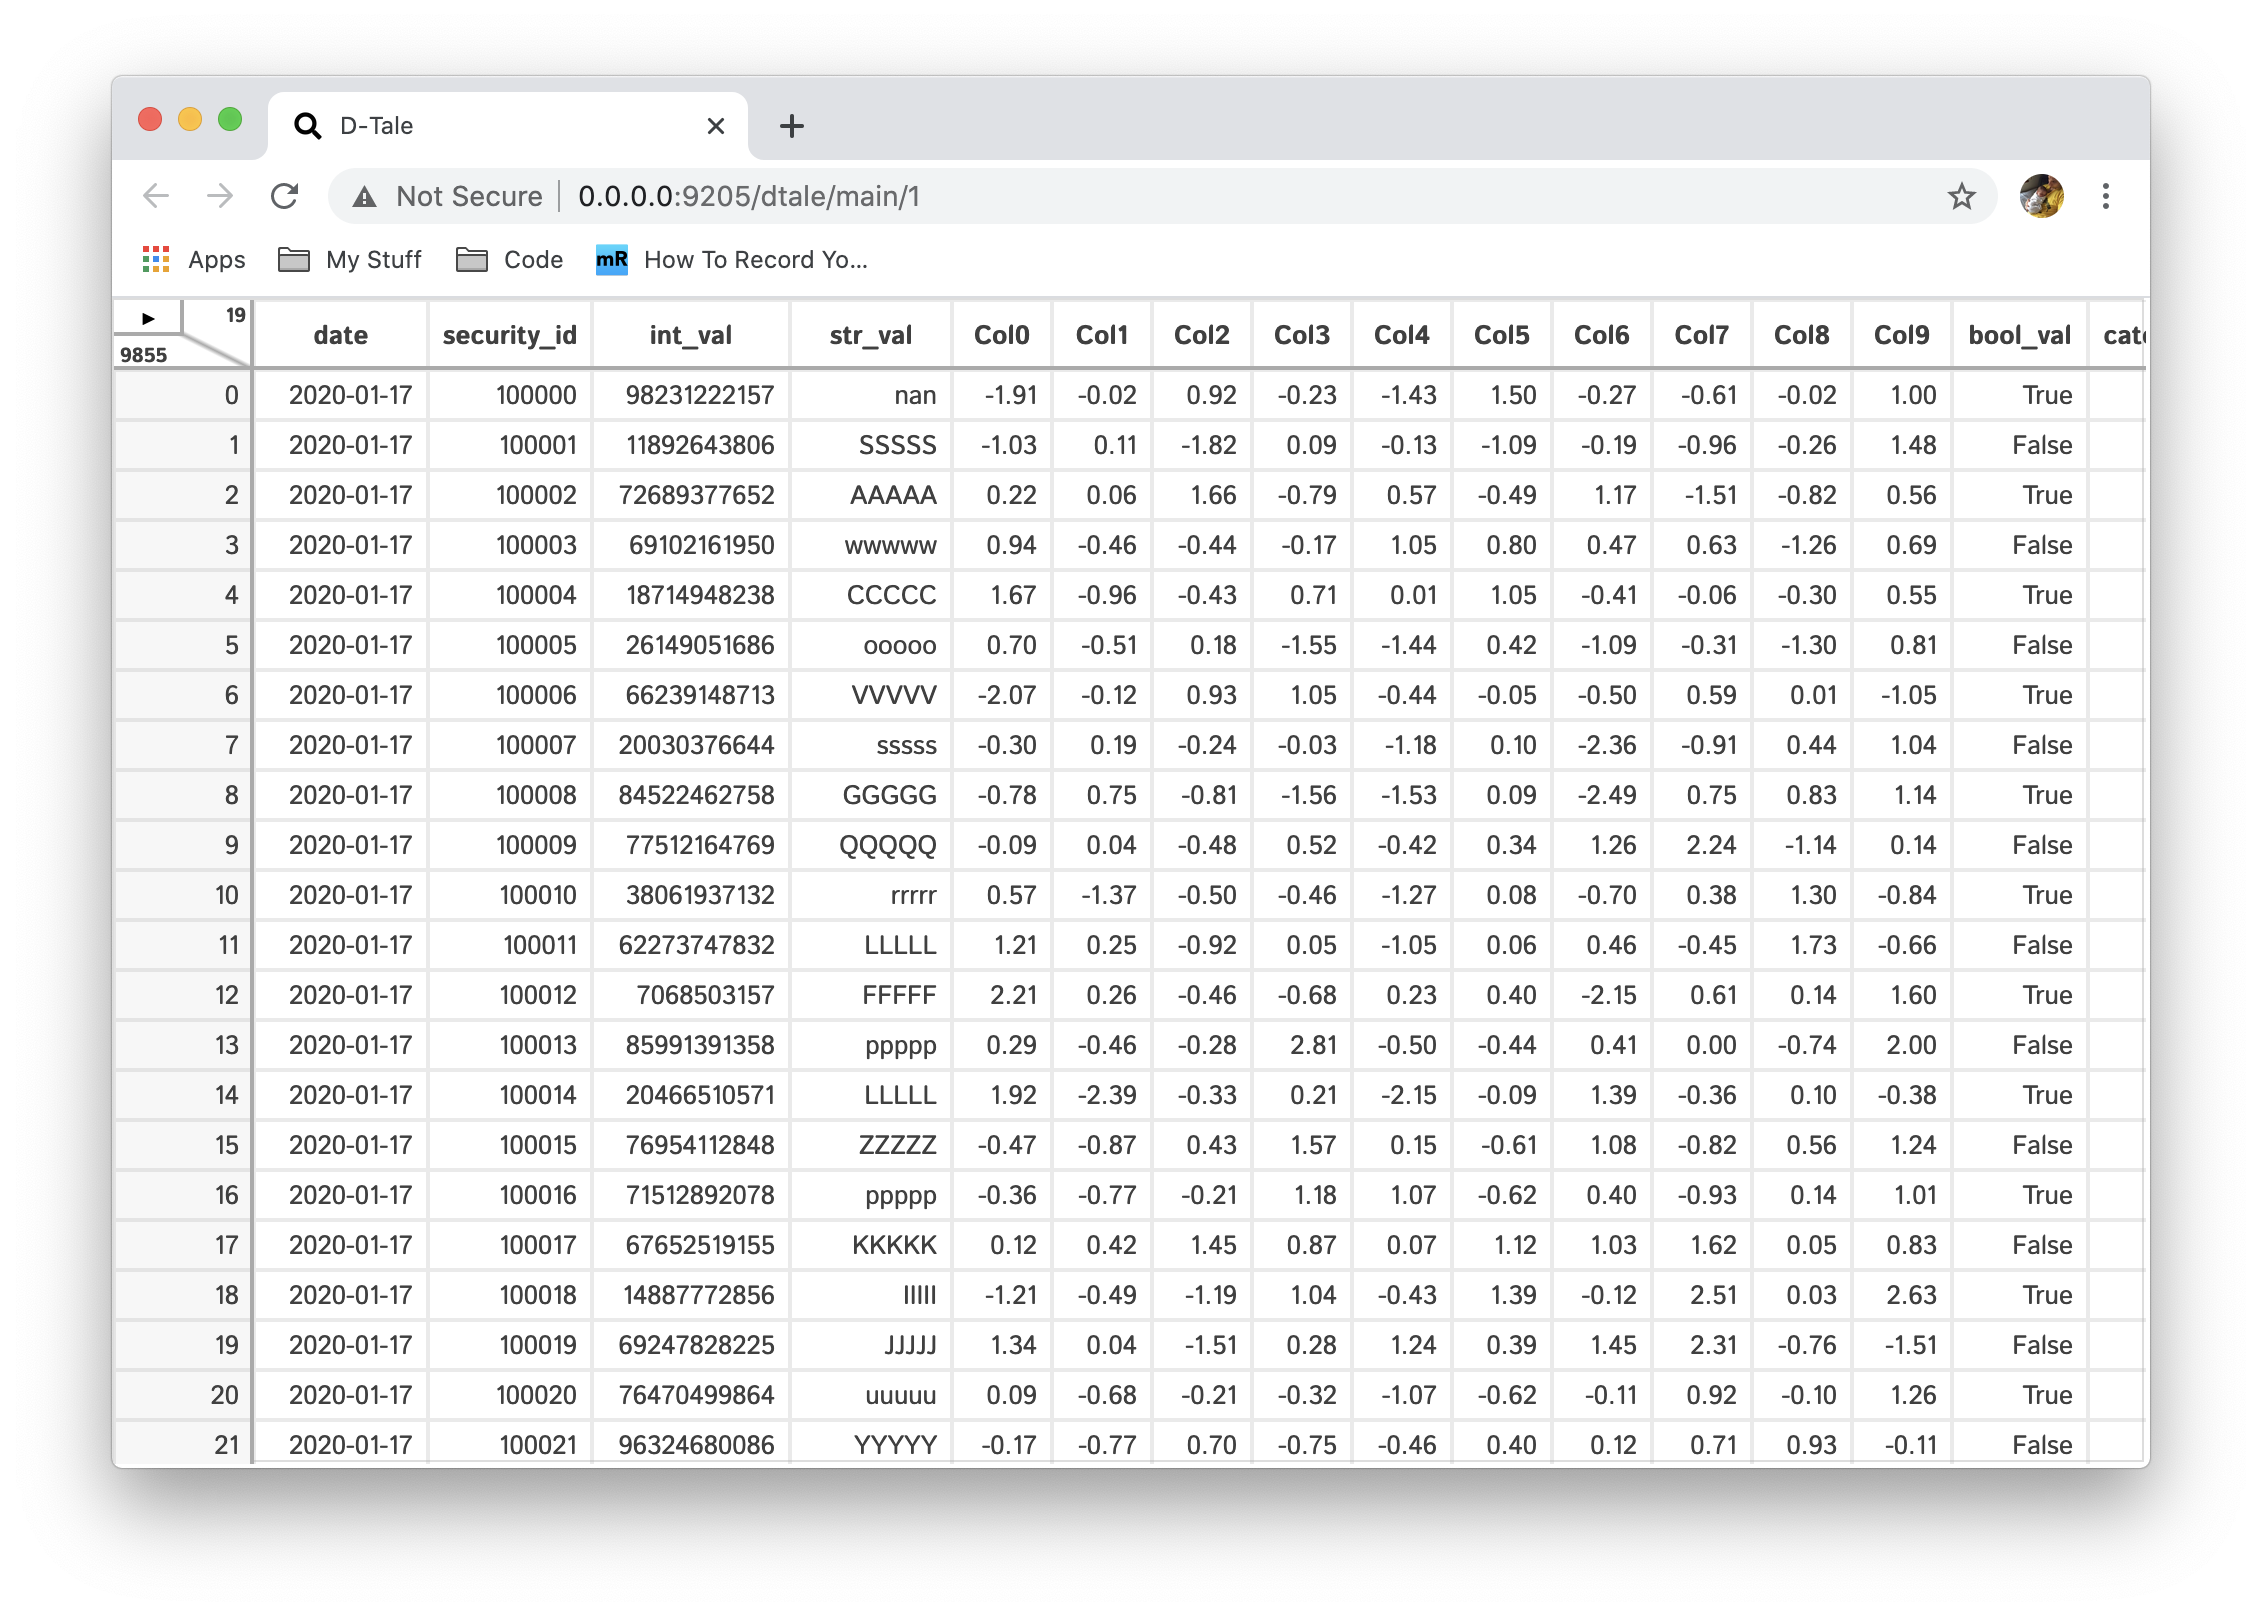 D-Tale
Not Secure 0.0.0.0:9205/dtale/main/1
Apps My Stuff Code mR How To Record Yo...
19
9855
date security_id int_val str_val Col0 Col1 Col2 Col3 Col4 Col5 Col6 Col7 Col8 Col9 bool_val
0 2020-01-17 100000 98231222157 nan -1.91 -0.02 0.92 -0.23 -1.43 1.50 -0.27 -0.61 -0.02 1.00 True
1 2020-01-17 100001 11892643806 SSSSS -1.03 0.11 -1.82 0.09 -0.13 -1.09 -0.19 -0.96 -0.26 1.48 False
2 2020-01-17 100002 72689377652 AAAAA 0.22 0.06 1.66 -0.79 0.57 -0.49 1.17 -1.51 -0.82 0.56 True
3 2020-01-17 100003 69102161950 wwwww 0.94 -0.46 -0.44 -0.17 1.05 0.80 0.47 0.63 -1.26 0.69 False
4 2020-01-17 100004 18714948238 CCCCC 1.67 -0.96 -0.43 0.71 0.01 1.05 -0.41 -0.06 -0.30 0.55 True
5 2020-01-17 100005 26149051686 ooooo 0.70 -0.51 0.18 -1.55 -1.44 0.42 -1.09 -0.31 -1.30 0.81 False
6 2020-01-17 100006 66239148713 VVVVV -2.07 -0.12 0.93 1.05 -0.44 -0.05 -0.50 0.59 0.01 -1.05 True
7 2020-01-17 100007 20030376644 sssss -0.30 0.19 -0.24 -0.03 -1.18 0.10 -2.36 -0.91 0.44 1.04 False
8 2020-01-17 100008 84522462758 GGGGG -0.78 0.75 -0.81 -1.56 -1.53 0.09 -2.49 0.75 0.83 1.14 True
9 2020-01-17 100009 77512164769 QQQQQ -0.09 0.04 -0.48 0.52 -0.42 0.34 1.26 2.24 -1.14 0.14 False
10 2020-01-17 100010 38061937132 rrrrr 0.57 -1.37 -0.50 -0.46 -1.27 0.08 -0.70 0.38 1.30 -0.84 True
11 2020-01-17 100011 62273747832 LLLLL 1.21 0.25 -0.92 0.05 -1.05 0.06 0.46 -0.45 1.73 -0.66 False
12 2020-01-17 100012 7068503157 FFFFF 2.21 0.26 -0.46 -0.68 0.23 0.40 -2.15 0.61 0.14 1.60 True
13 2020-01-17 100013 85991391358 ppppp 0.29 -0.46 -0.28 2.81 -0.50 -0.44 0.41 0.00 -0.74 2.00 False
14 2020-01-17 100014 20466510571 LLLLL 1.92 -2.39 -0.33 0.21 -2.15 -0.09 1.39 -0.36 0.10 -0.38 True
15 2020-01-17 100015 76954112848 ZZZZZ -0.47 -0.87 0.43 1.57 0.15 -0.61 1.08 -0.82 0.56 1.24 False
16 2020-01-17 100016 71512892078 ppppp -0.36 -0.77 -0.21 1.18 1.07 -0.62 0.40 -0.93 0.14 1.01 True
17 2020-01-17 100017 67652519155 KKKKK 0.12 0.42 1.45 0.87 0.07 1.12 1.03 1.62 0.05 0.83 False
18 2020-01-17 100018 14887772856 IIIII -1.21 -0.49 -1.19 1.04 -0.43 1.39 -0.12 2.51 0.03 2.63 True
19 2020-01-17 100019 69247828225 JJJJJ 1.34 0.04 -1.51 0.28 1.24 0.39 1.45 2.31 -0.76 -1.51 False
20 2020-01-17 100020 76470499864 uuuuu 0.09 -0.68 -0.21 -0.32 -1.07 -0.62 -0.11 0.92 -0.10 1.26 True
21 2020-01-17 100021 96324680086 YYYYY -0.17 -0.77 0.70 -0.75 -0.46 0.40 0.12 0.71 0.93 -0.11 False